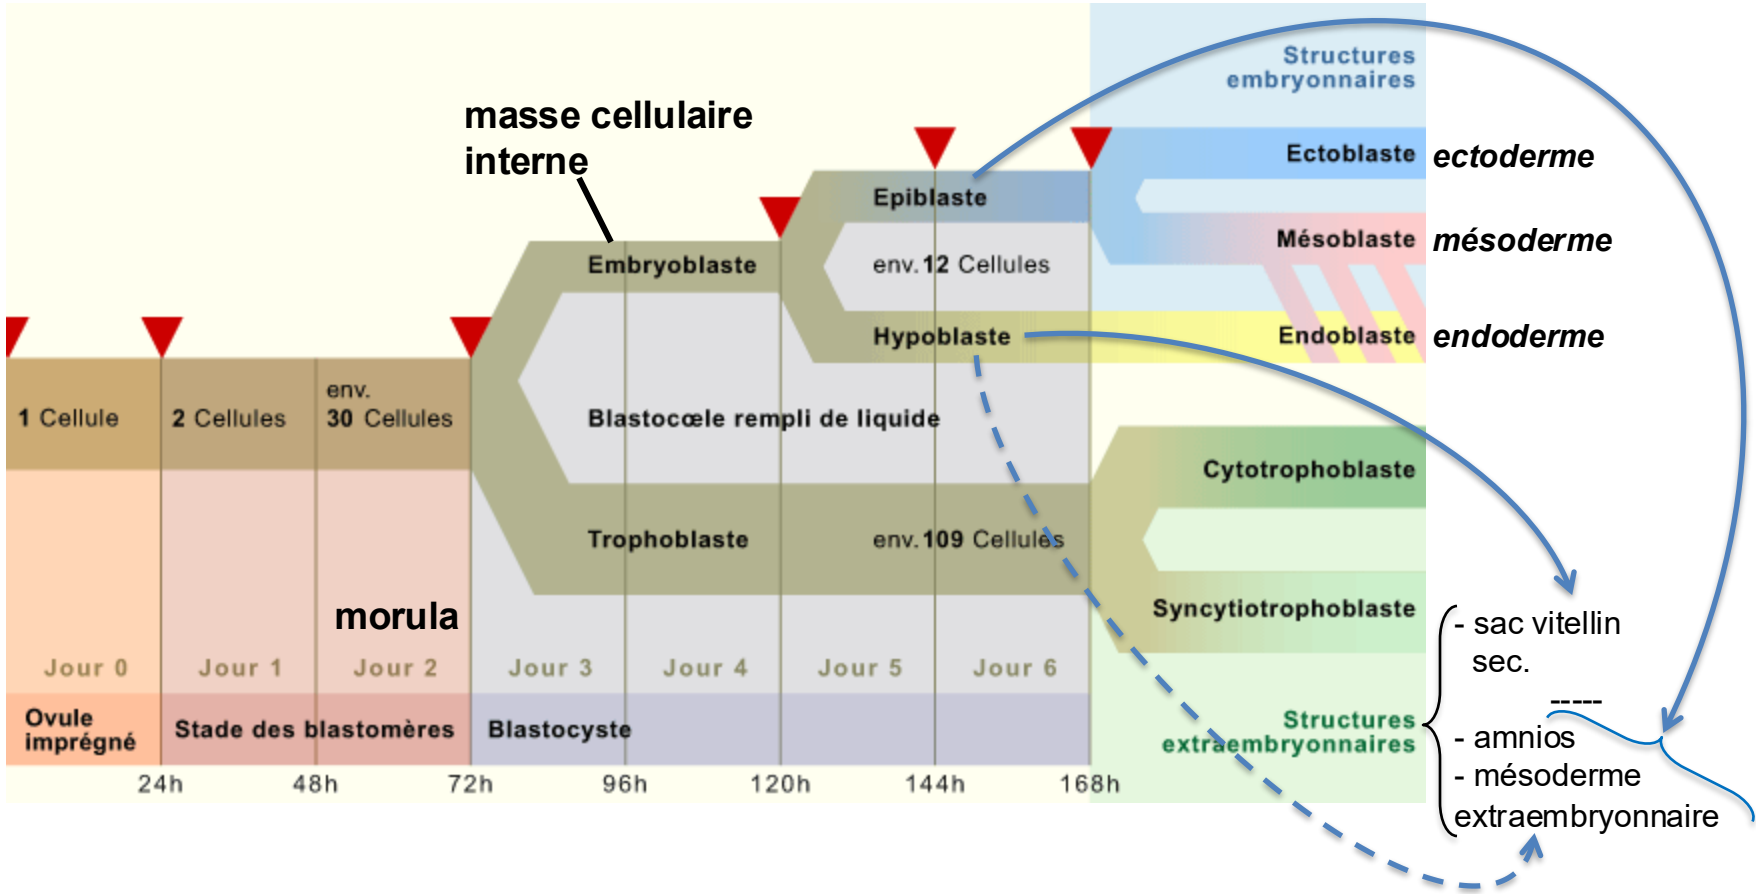 Structures
embryonnaires
masse cellulaire
interne
Ectoblaste ectoderme
Epiblaste
Mésoblaste mésoderme
Embryoblaste
env.12 Cellules
Hypoblaste
Endoblaste endoderme
1 Cellule
2 Cellules
env.
30 Cellules
Blastocœle rempli de liquide
Cytotrophoblaste
Trophoblaste
env.109 Cellules
Syncytiotrophoblaste
morula
- sac vitellin
sec.
-----
- amnios
- mésoderme
extraembryonnaire
Jour 0
Jour 1
Jour 2
Jour 3
Jour 4
Jour 5
Jour 6
Ovule
imprégné
Stade des blastomères
Blastocyste
Structures
extraembryonnaires
24h
48h
72h
96h
120h
144h
168h